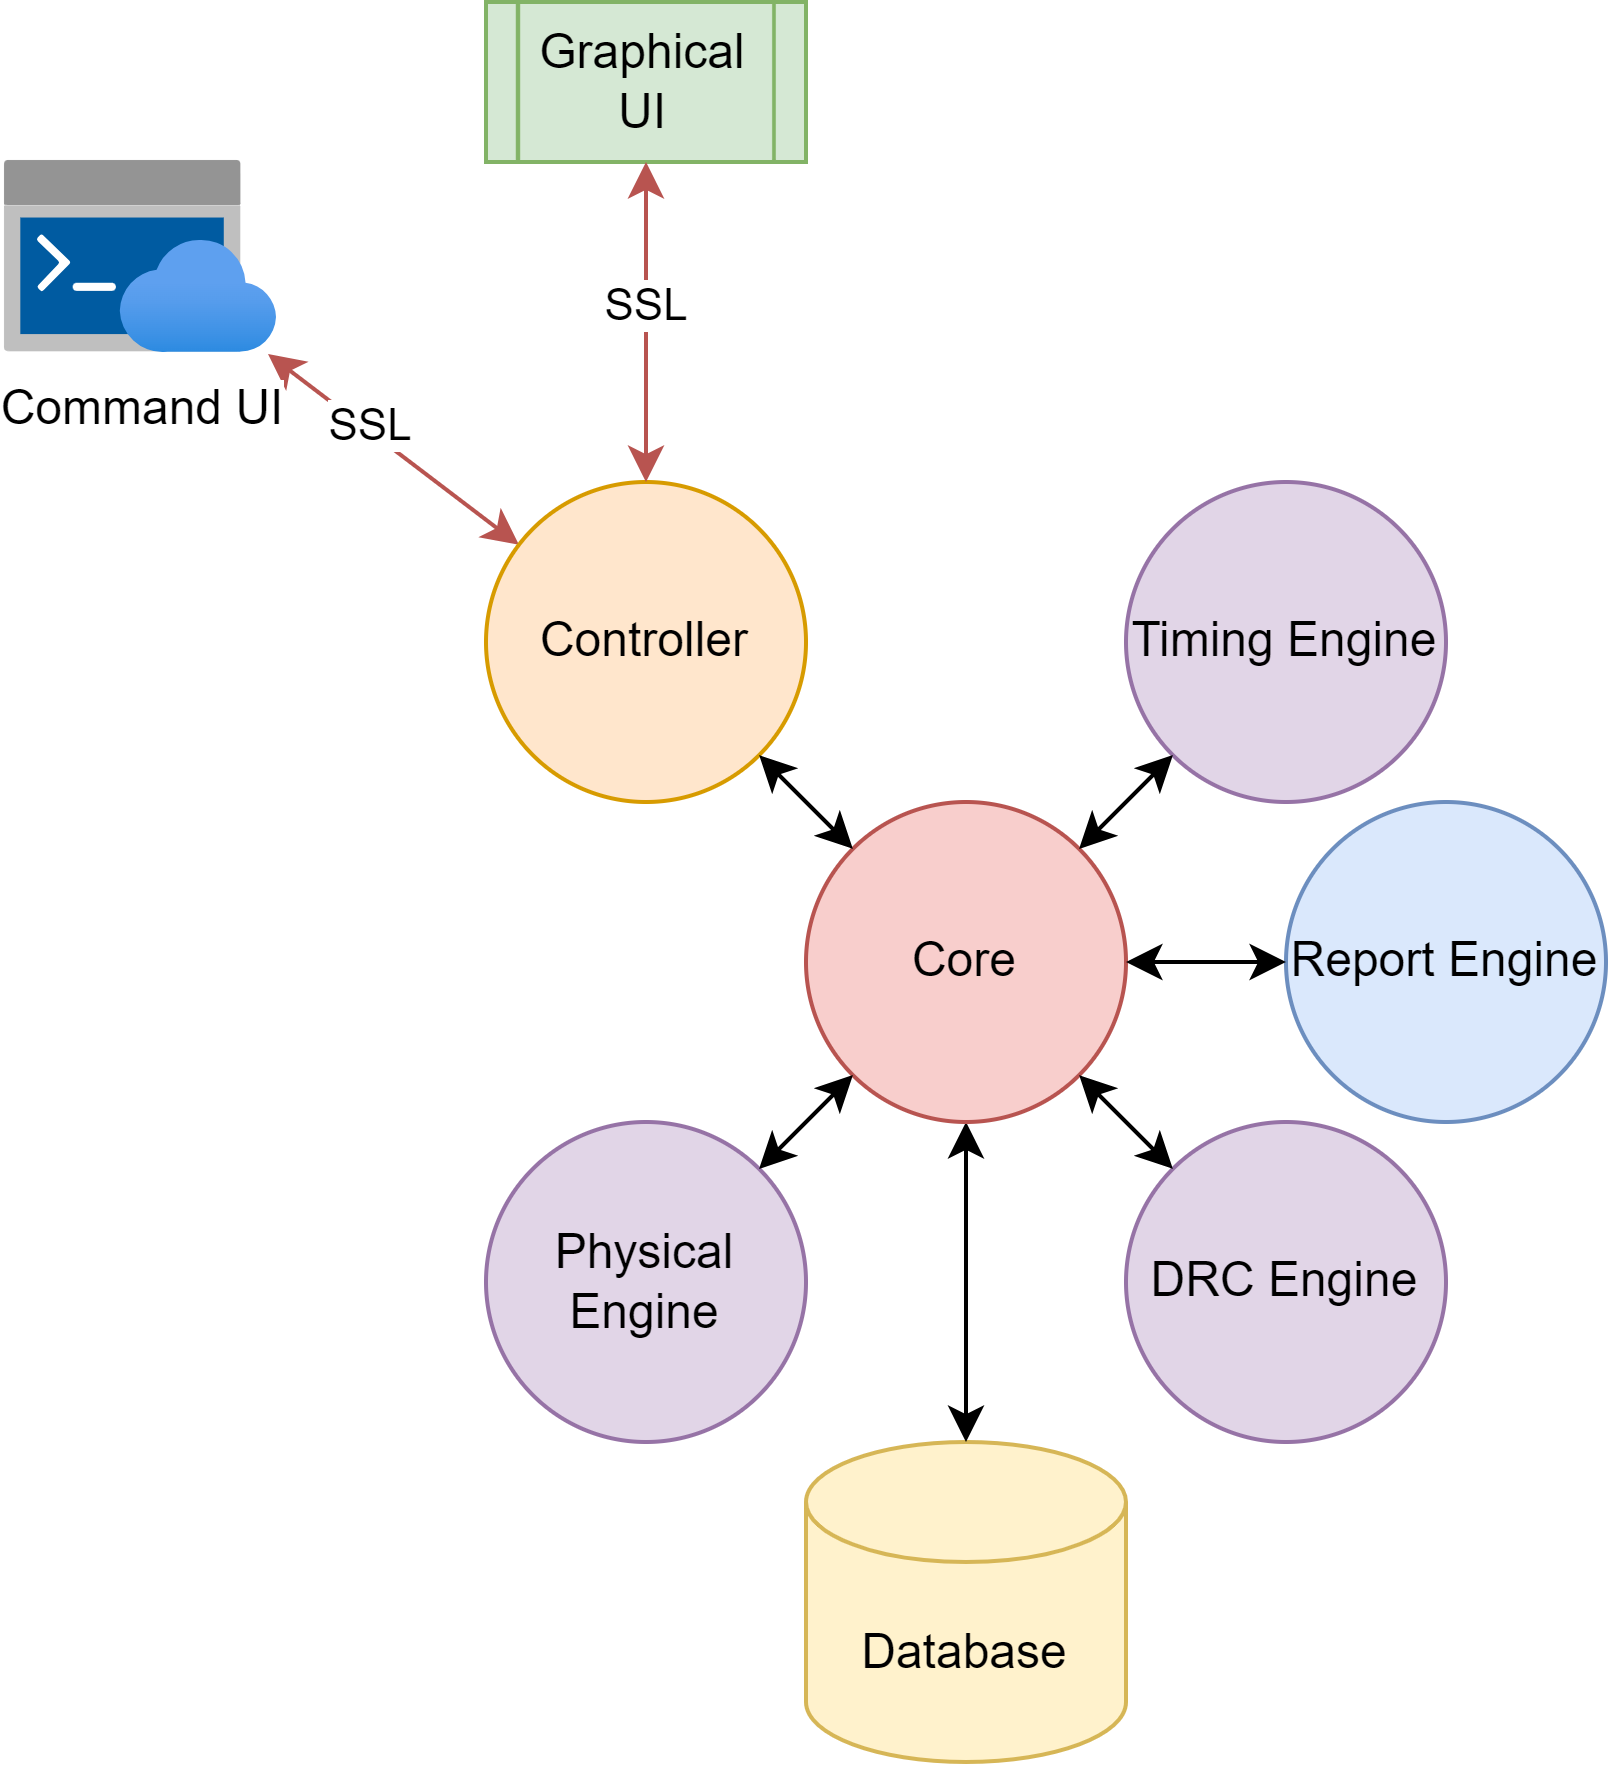 Graphical
UI
SSL
Command UI
SSL
Controller
Timing Engine
Core
Report Engine
Physical
Engine
DRC Engine
Database